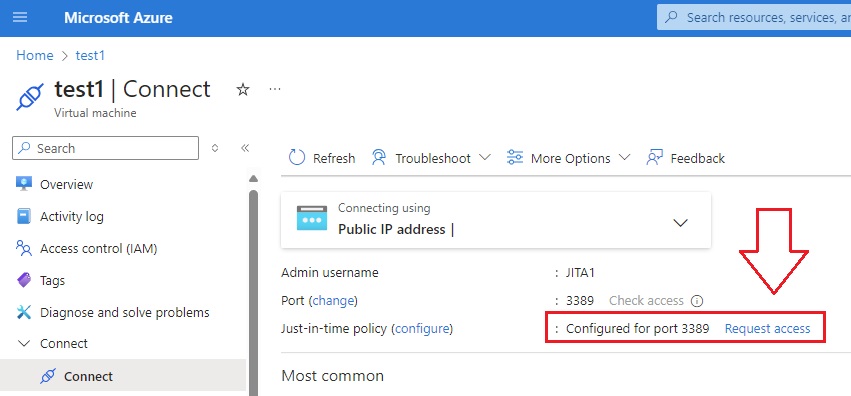 Microsoft Azure
Search resources, services, an
Home > test1
test1 | Connect
Virtual machine
Search
Refresh
Troubleshoot
More Options
Feedback
Overview
Activity log
Access control (IAM)
Tags
Diagnose and solve problems
Connect
Connect
Connecting using
Public IP address |
Admin username : JITA1
Port (change) : 3389 Check access
Just-in-time policy (configure) : Configured for port 3389 Request access
Most common